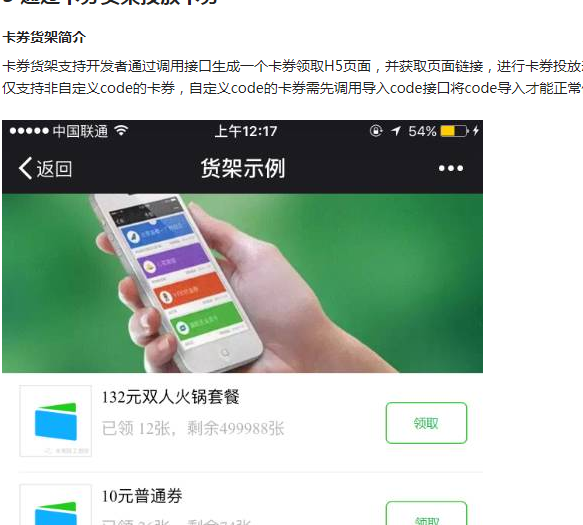 卡券货架简介
卡券货架支持开发者通过调用接口生成一个卡券领取H5页面，并获取页面链接，进行卡券投放
仅支持非自定义code的卡券，自定义code的卡券需先调用导入code接口将code导入才能正常
中国联通 上午12:17 54%
返回 货架示例
132元双人火锅套餐
已领 12张，剩余499988张
领取
10元普通券
领取